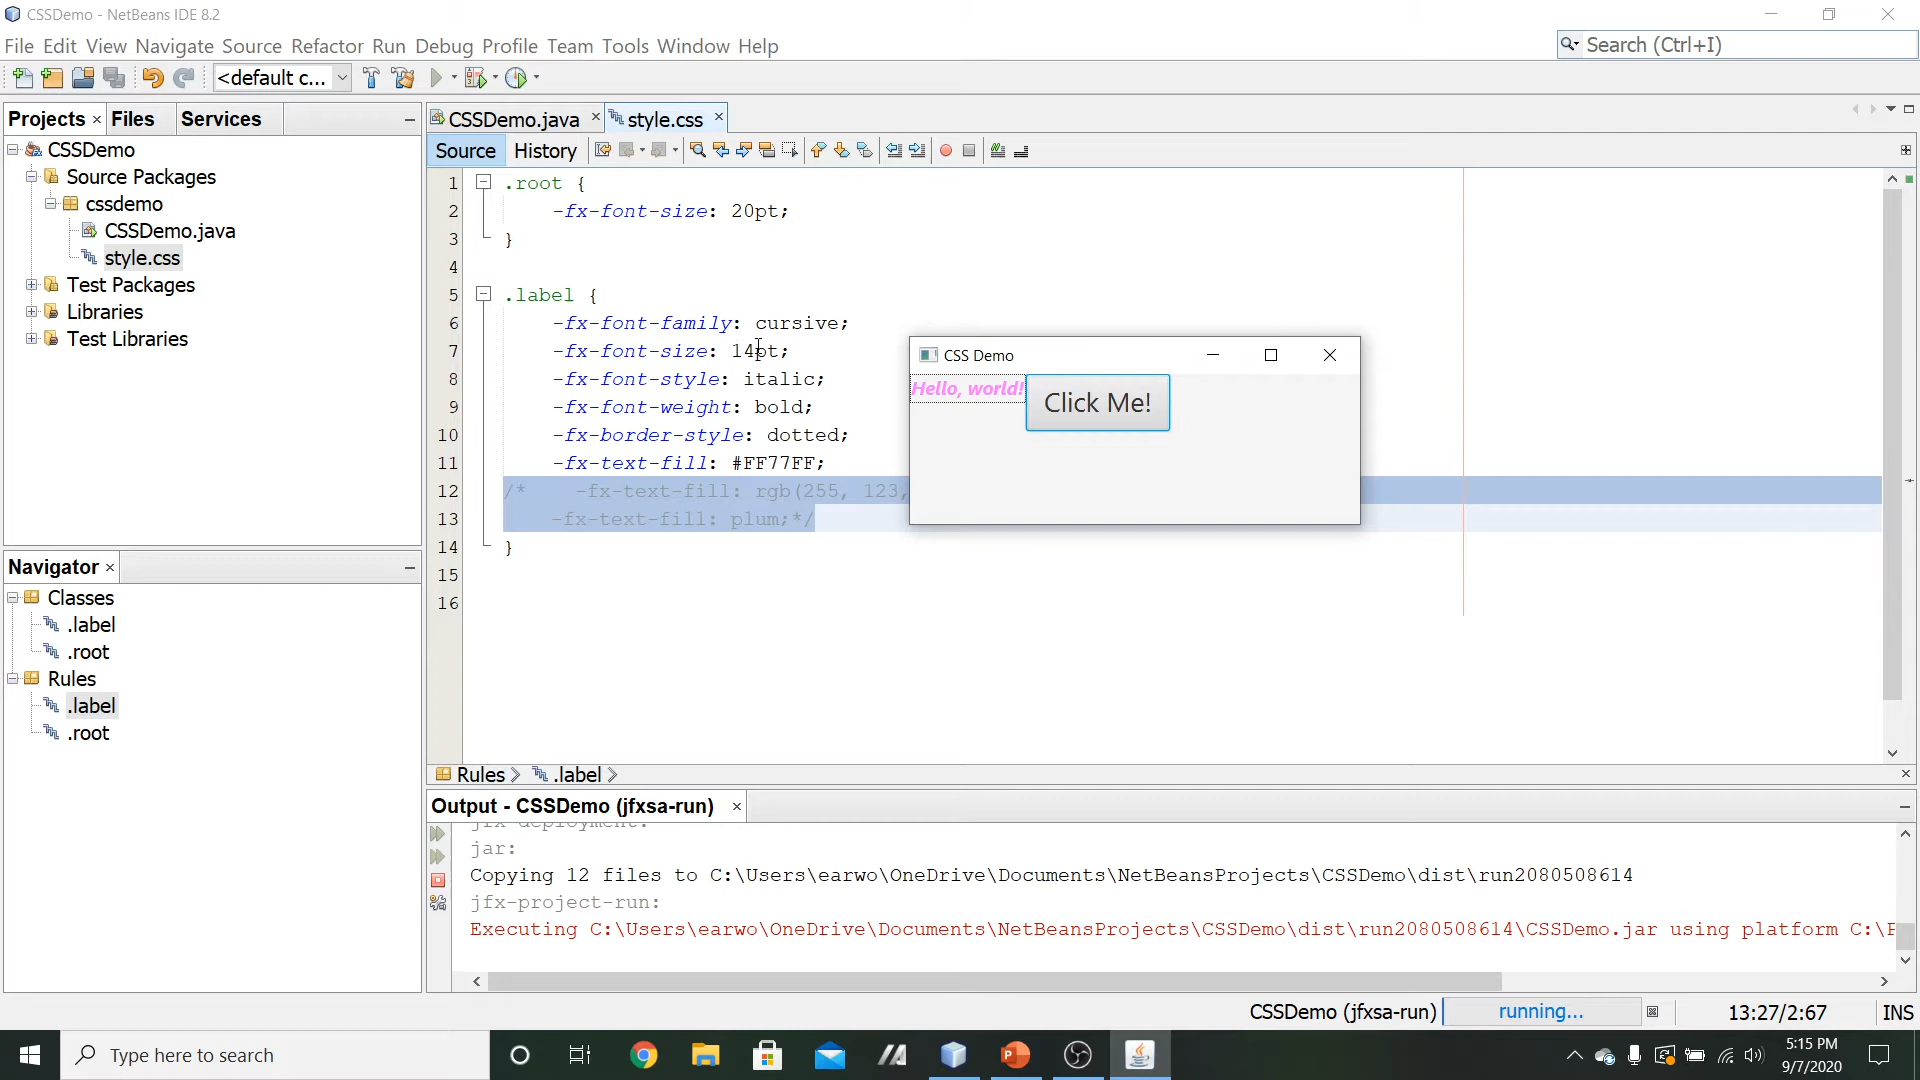 CSSDemo - NetBeans IDE 8.2
File Edit View Navigate Source Refactor Run Debug Profile Team Tools Window Help
Search (Ctrl+I)
<default c...
Projects Files Services
CSSDemo
Source Packages
cssdemo
CSSDemo.java
style.css
Test Packages
Libraries
Test Libraries
Navigator
Classes
.label
.root
Rules
.label
.root
CSSDemo.java style.css
Source History
1 .root {
2 -fx-font-size: 20pt;
3 }
4
5 .label {
6 -fx-font-family: cursive;
7 -fx-font-size: 14pt;
8 -fx-font-style: italic;
9 -fx-font-weight: bold;
10 -fx-border-style: dotted;
11 -fx-text-fill: #FF77FF;
12 /* -fx-text-fill: rgb(255, 123,
13 -fx-text-fill: plum;*/
14 }
15
16
CSS Demo
Hello, world! Click Me!
Rules .label
Output - CSSDemo (jfxsa-run)
jfx-deployment:
jar:
Copying 12 files to C:\Users\earwo\OneDrive\Documents\NetBeansProjects\CSSDemo\dist\run2080508614
jfx-project-run:
Executing C:\Users\earwo\OneDrive\Documents\NetBeansProjects\CSSDemo\dist\run2080508614\CSSDemo.jar using platform C:\P
CSSDemo (jfxsa-run) running... 13:27/2:67 INS
Type here to search
5:15 PM
9/7/2020